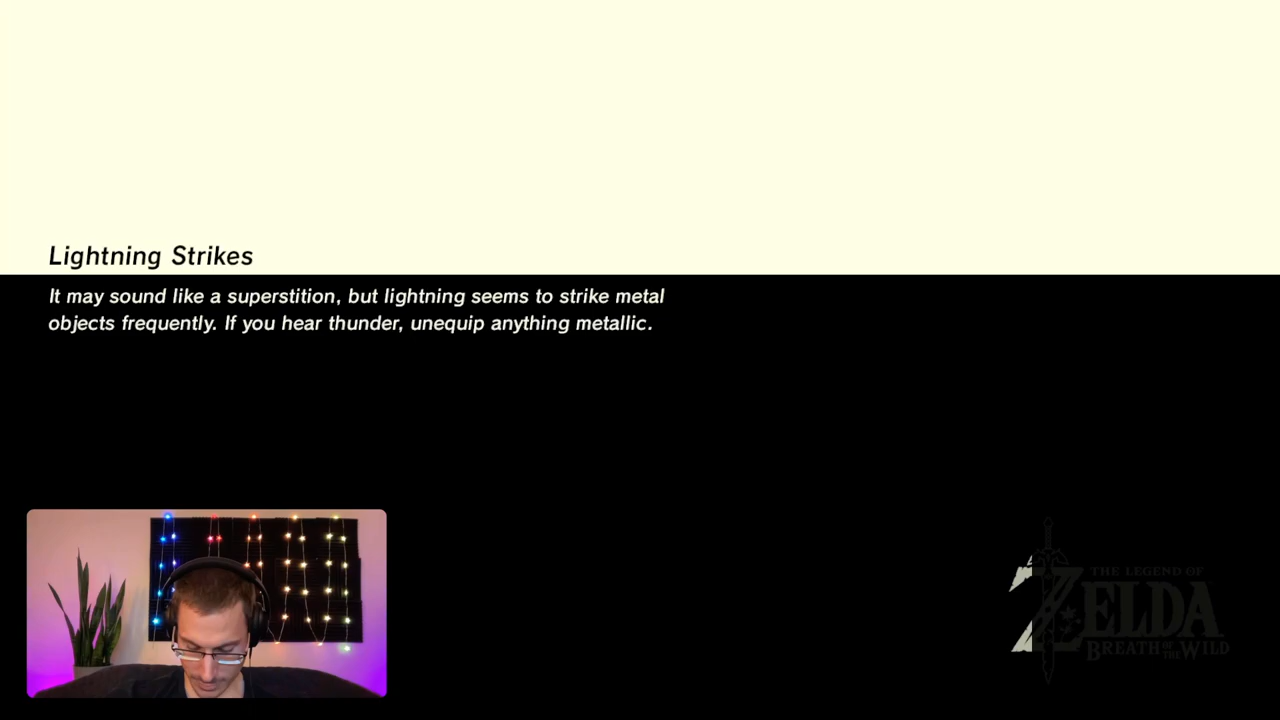 Lightning Strikes
It may sound like a superstition, but lightning seems to strike metal
objects frequently. If you hear thunder, unequip anything metallic.
THE LEGEND OF
ZELDA
BREATH OF THE WILD